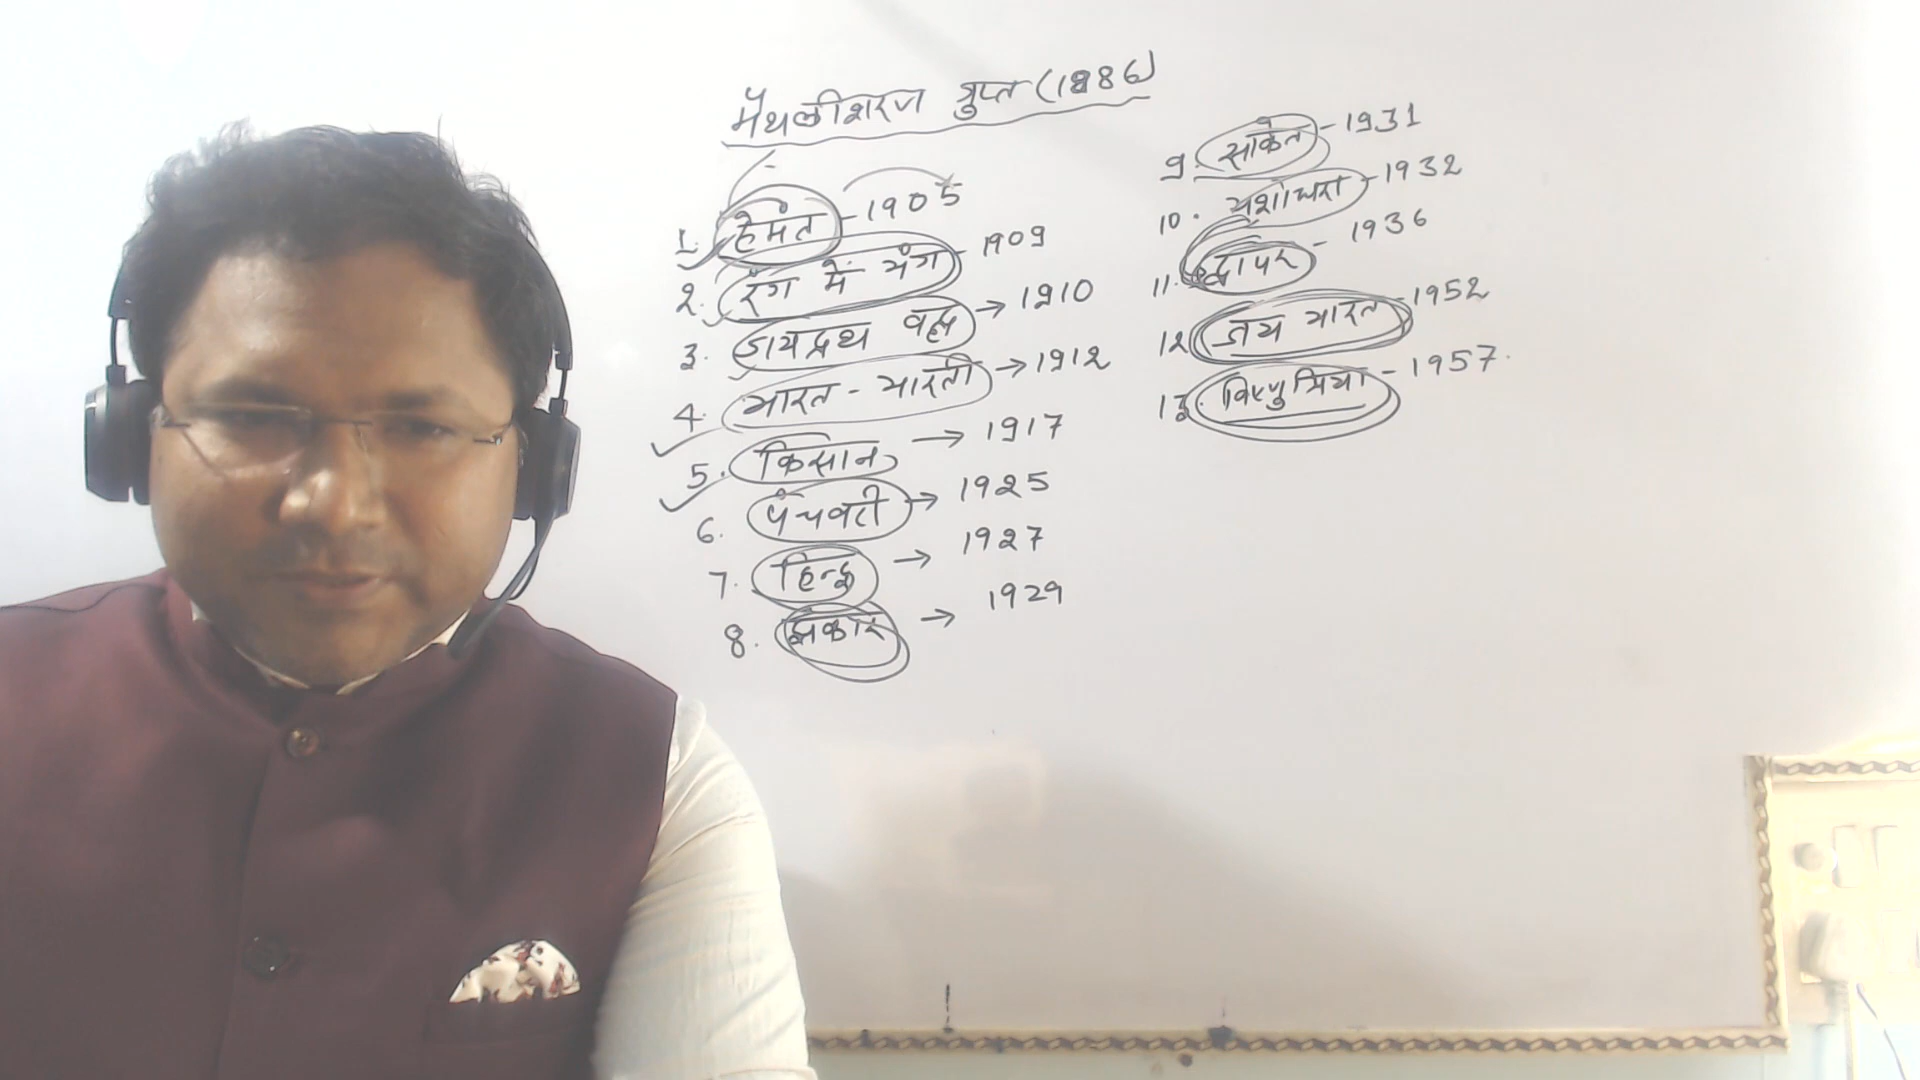 मैथलीशरण गुप्त (1886)
1. हेमंत - 1905
2. रंग में भंग - 1909
3. जयद्रथ वध → 1910
4. भारत - भारती → 1912
5. किसान → 1917
6. पंचवटी → 1925
7. हिन्दू → 1927
8. झंकार → 1929
9. साकेत - 1931
10. यशोधरा - 1932
11. द्वापर - 1936
12. जय भारत - 1952
13. विष्णुप्रिया - 1957